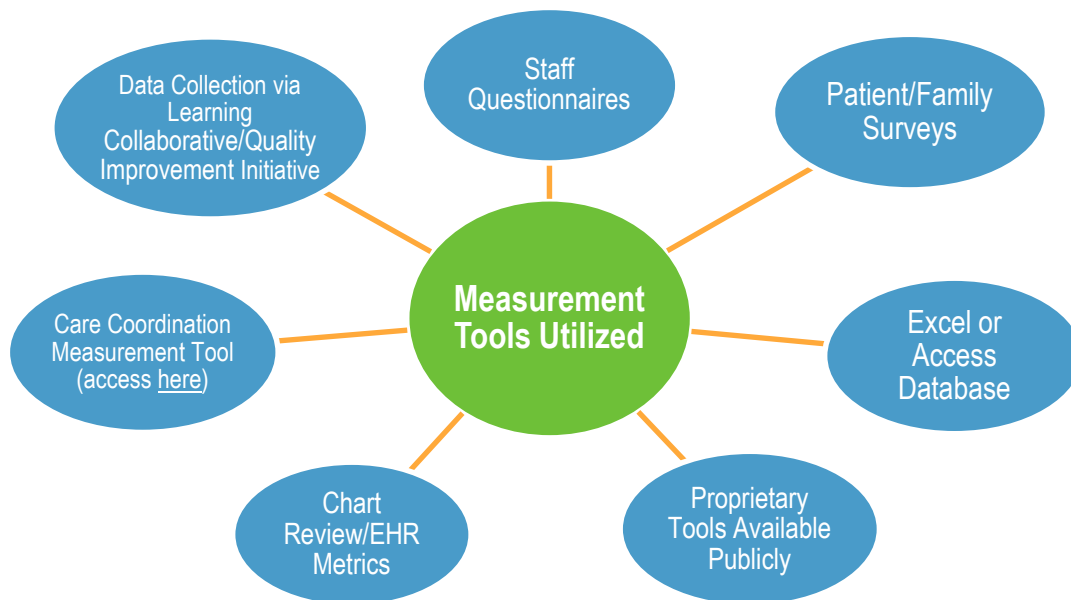 Data Collection via
Learning
Collaborative/Quality
Improvement Initiative
Staff
Questionnaires
Patient/Family
Surveys
Measurement
Tools Utilized
Care Coordination
Measurement Tool
(access here)
Excel or
Access
Database
Chart
Review/EHR
Metrics
Proprietary
Tools Available
Publicly